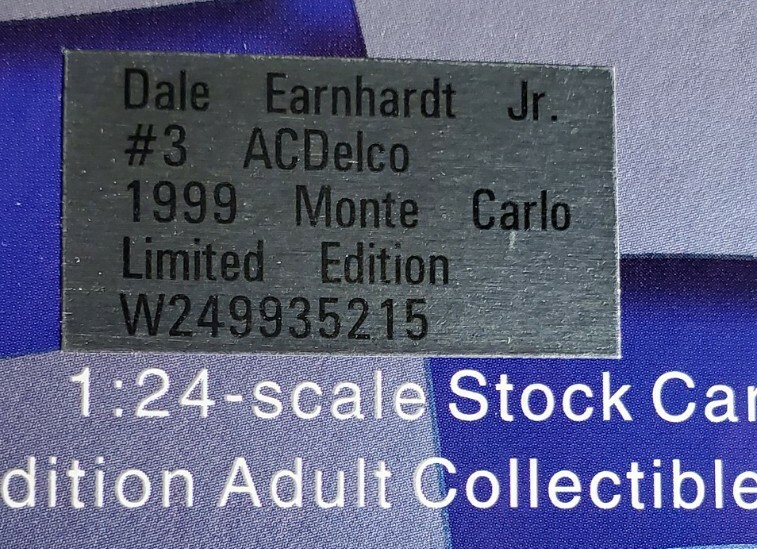 Dale Earnhardt Jr.
#3 ACDelco
1999 Monte Carlo
Limited Edition
W249935215
1:24-scale Stock Car
dition Adult Collectible